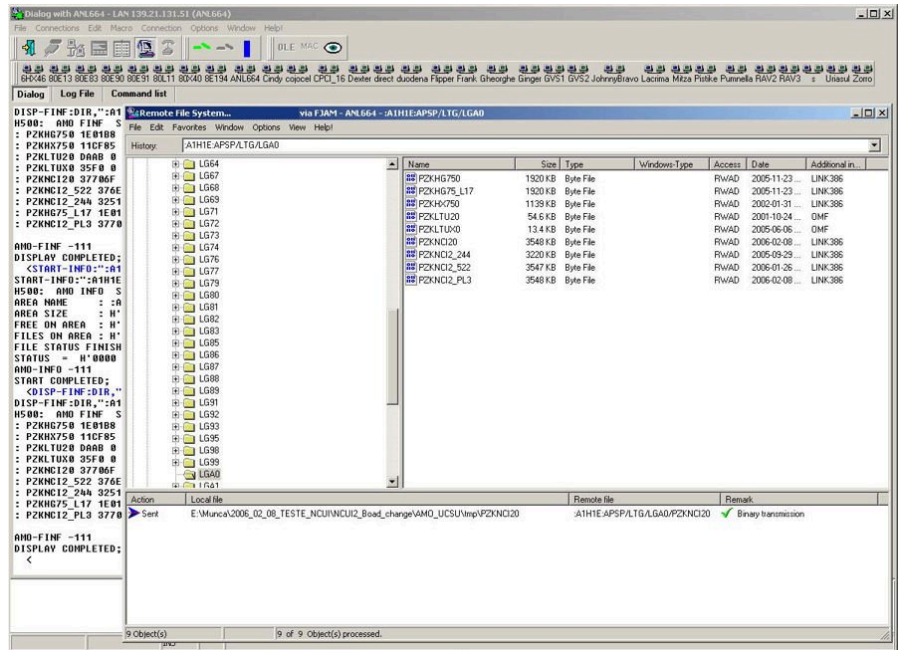 Dialog with ANL664 - LAN 139.21.131.51 (ANL664)
File Connections Edit Macro Connection Options Window Help!
OLE MAC
6HX46 80E13 80E83 80E90 80E91 80L11 80X40 8E194 ANL664 Cindy cojocel CPCI_16 Dexter direct duodena Flipper Frank Gheorghe Ginger GVS1 GVS2 JohnnyBravo Lacrima Mitza Pistike Pumnella RAV2 RAV3 s Uriasul Zorro
Dialog Log File Command list
DISP-FINF:DIR,":A1
H500: AMO FINF S
: PZKHG750 1E01B8
: PZKHX750 11CF85
: PZKLTU20 DAAB 0
: PZKLTUX0 35F0 0
: PZKNCI20 37706F
: PZKNCI2_522 376E
: PZKNCI2_244 3251
: PZKHG75_L17 1E01
: PZKNCI2_PL3 3770
AMO-FINF -111
DISPLAY COMPLETED;
<START-INFO:":A1
START-INFO:":A1H1E
H500: AMO INFO S
AREA NAME : :A
AREA SIZE : H'
FREE ON AREA : H'
FILES ON AREA : H'
FILE STATUS FINISH
STATUS = H'0000
AMO-INFO -111
START COMPLETED;
<DISP-FINF:DIR,"
DISP-FINF:DIR,":A1
H500: AMO FINF S
: PZKHG750 1E01B8
: PZKHX750 11CF85
: PZKLTU20 DAAB 0
: PZKLTUX0 35F0 0
: PZKNCI20 37706F
: PZKNCI2_522 376E
: PZKNCI2_244 3251
: PZKHG75_L17 1E01
: PZKNCI2_PL3 3770
AMO-FINF -111
DISPLAY COMPLETED;
<
Remote File System... via FJAM - ANL664 - :A1H1E:APSP/LTG/LGA0
File Edit Favorites Window Options View Help!
History: :A1H1E:APSP/LTG/LGA0
LG64
LG67
LG68
LG69
LG71
LG72
LG73
LG74
LG76
LG77
LG79
LG80
LG81
LG82
LG83
LG85
LG86
LG87
LG88
LG89
LG91
LG92
LG93
LG95
LG98
LG99
LGA0
LGA1
Name Size Type Windows-Type Access Date Additional in...
PZKHG750 1920 KB Byte File RWAD 2005-11-23 ... LINK386
PZKHG75_L17 1920 KB Byte File RWAD 2005-11-23 ... LINK386
PZKHX750 1139 KB Byte File RWAD 2002-01-31 ... LINK386
PZKLTU20 54.6 KB Byte File RWAD 2001-10-24 ... OMF
PZKLTUX0 13.4 KB Byte File RWAD 2005-06-06 ... OMF
PZKNCI20 3548 KB Byte File RWAD 2006-02-08 ... LINK386
PZKNCI2_244 3220 KB Byte File RWAD 2005-09-29 ... LINK386
PZKNCI2_522 3547 KB Byte File RWAD 2006-01-26 ... LINK386
PZKNCI2_PL3 3548 KB Byte File RWAD 2006-02-08 ... LINK386
Action Local file Remote file Remark
Sent E:\Munca\2006_02_08_TESTE_NCUI\NCUI2_Boad_change\AMO_UCSU\tmp\PZKNCI20 :A1H1E:APSP/LTG/LGA0/PZKNCI20 Binary transmission
9 Object(s) 9 of 9 Object(s) processed.